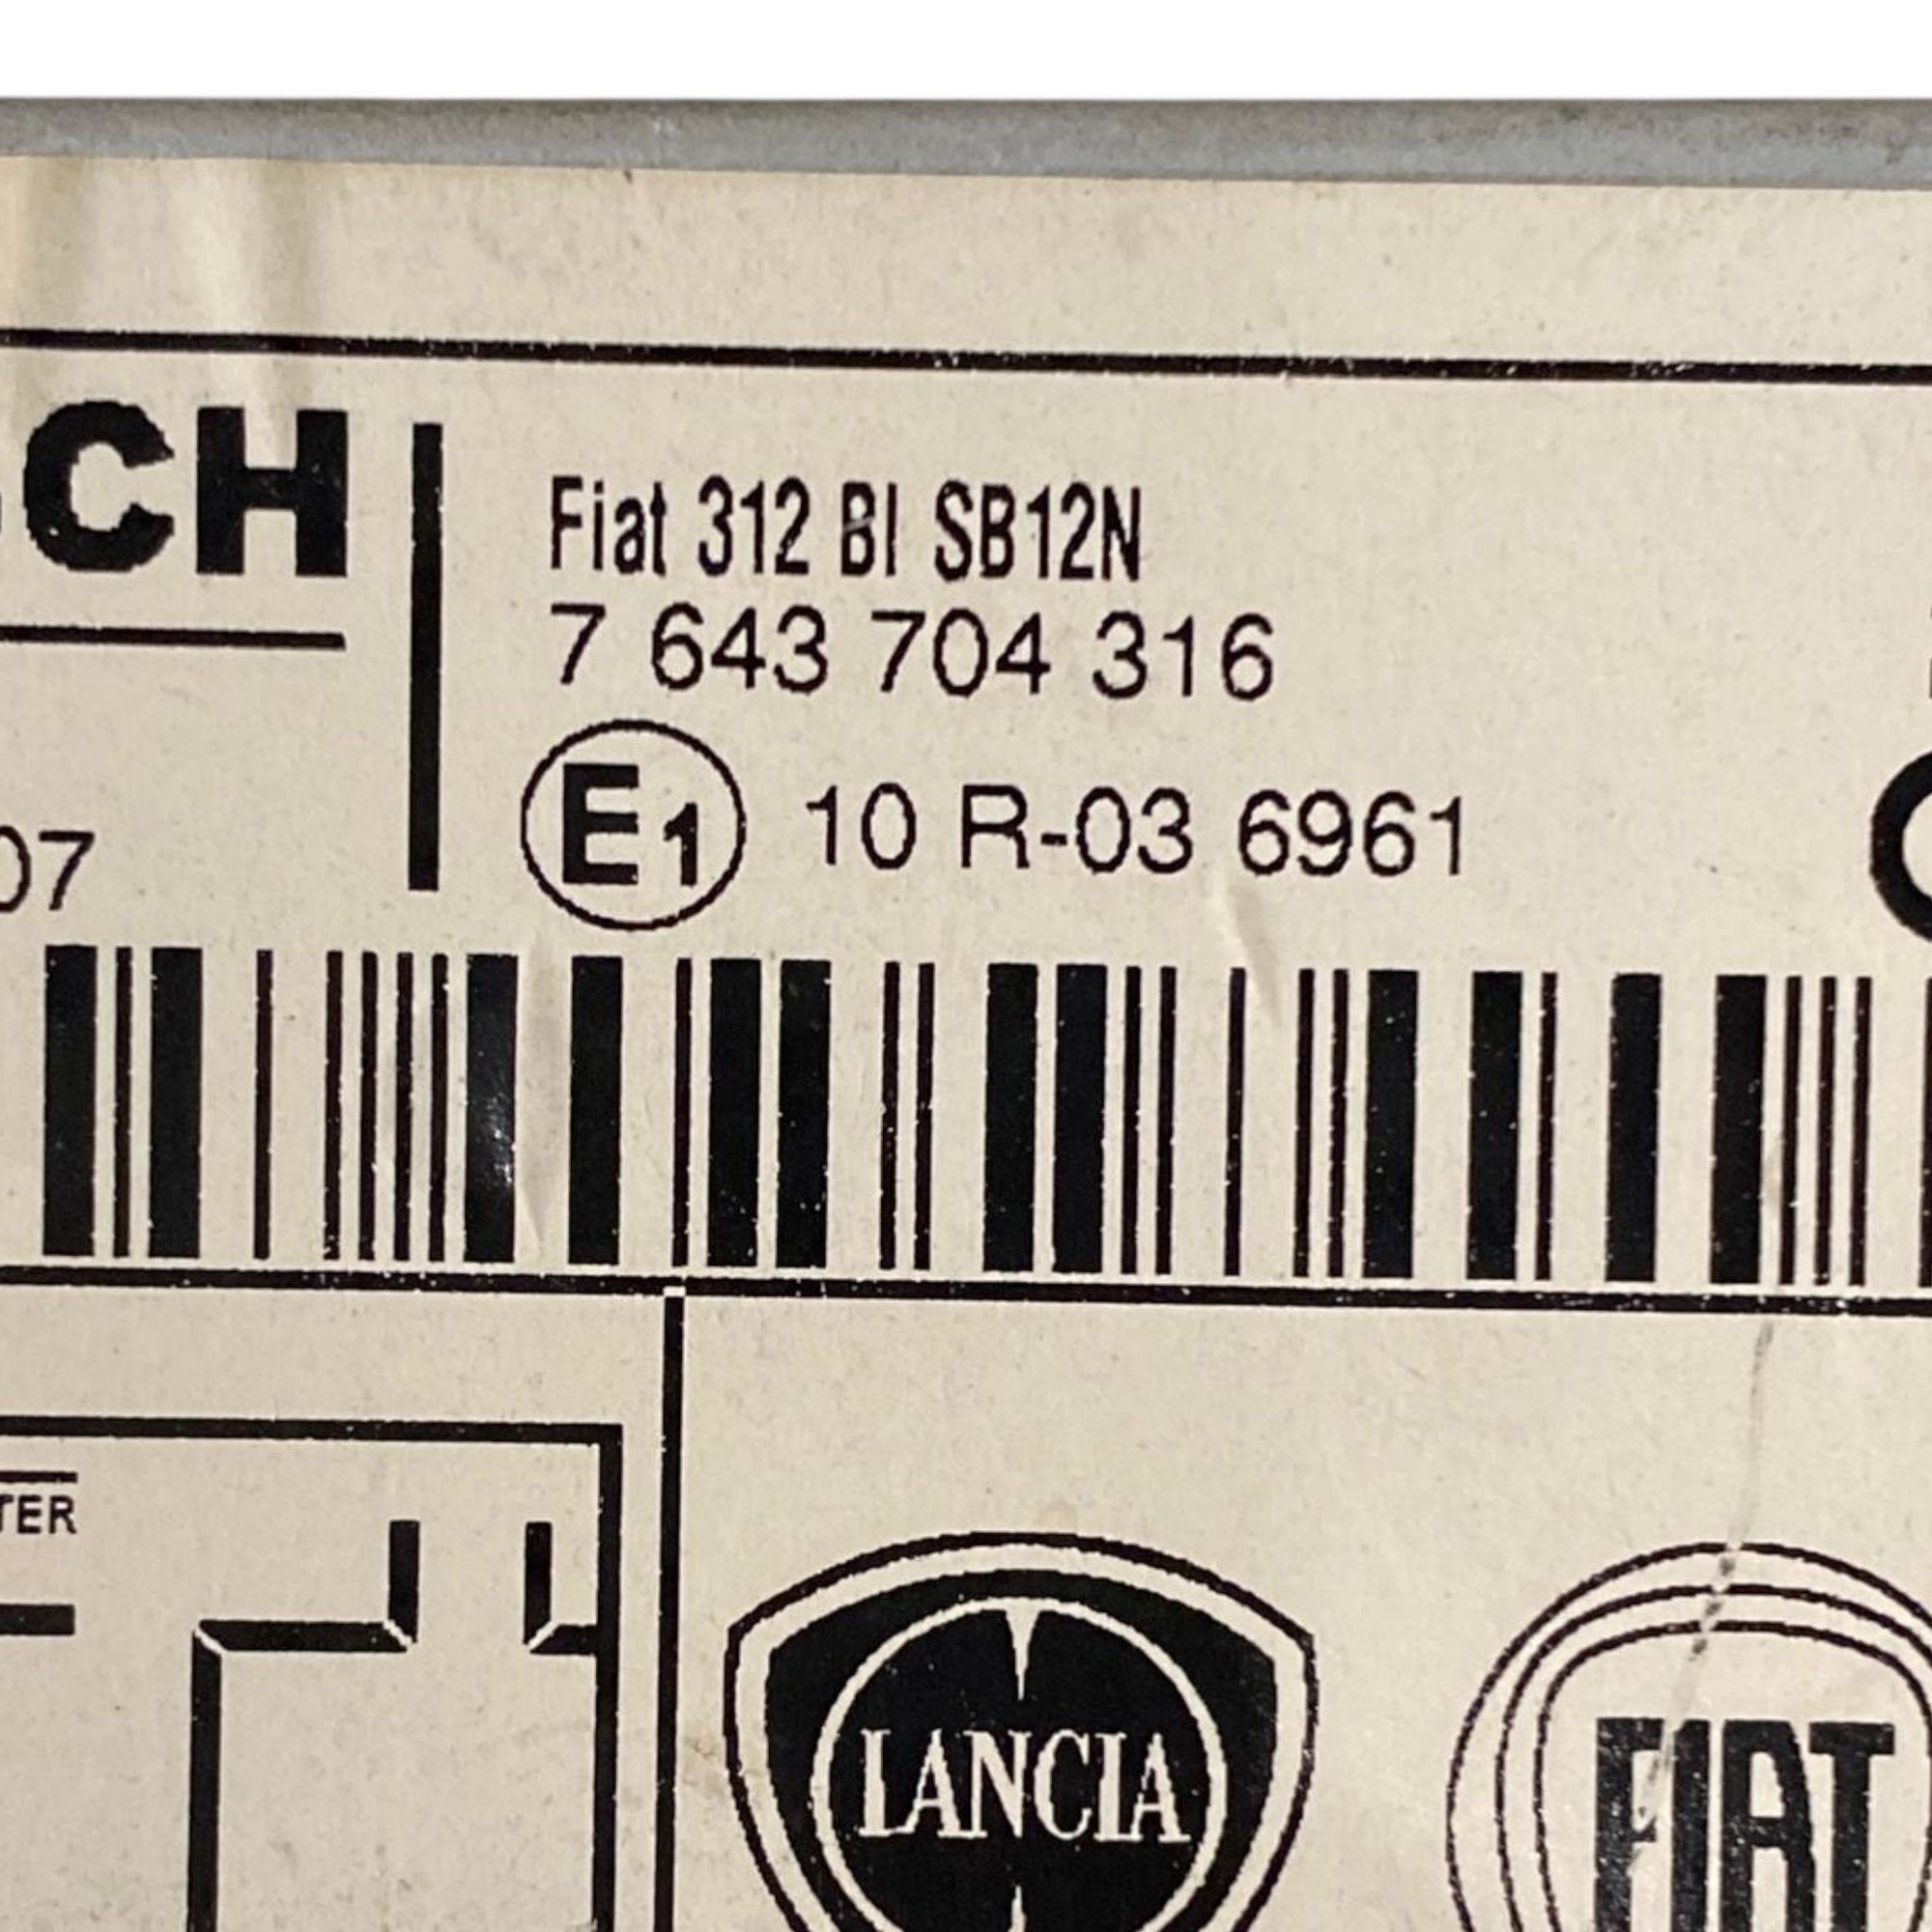 CH
Fiat 312 BI SB12N
7 643 704 316
E1 10 R-03 6961
07
TER
LANCIA
FIAT